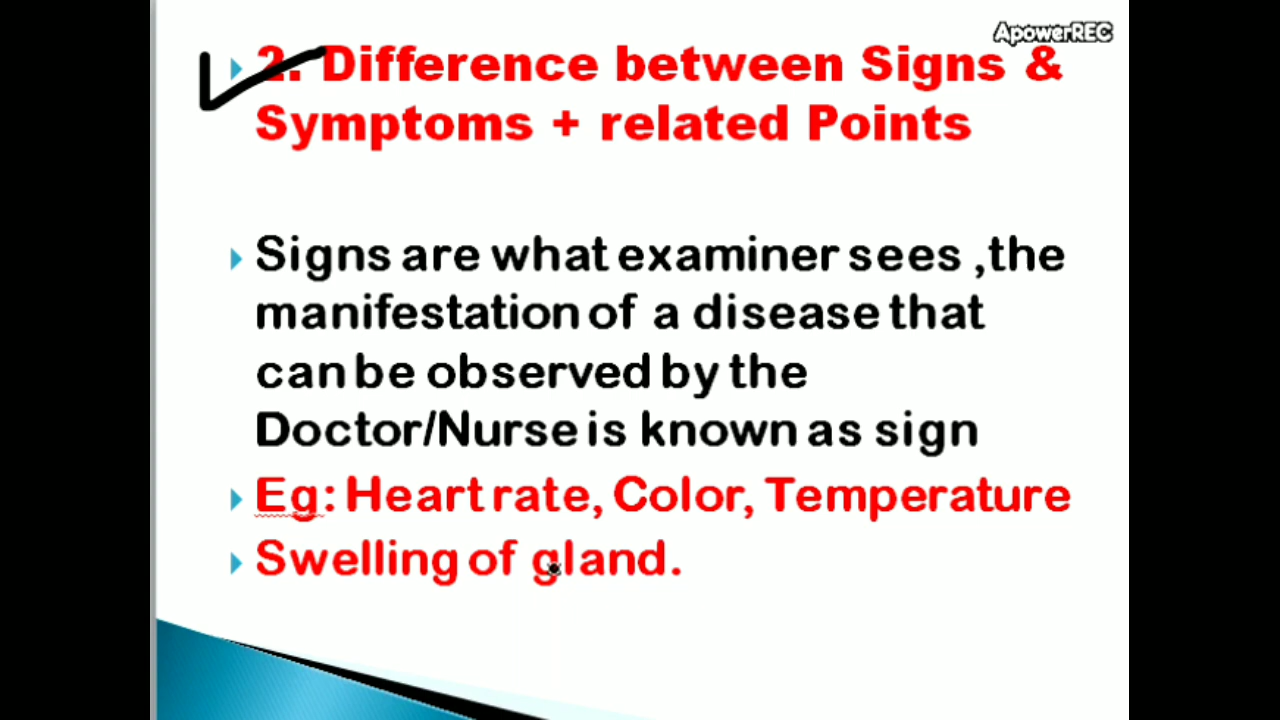 ApowerREC
2. Difference between Signs &
Symptoms + related Points
Signs are what examiner sees ,the
manifestation of a disease that
can be observed by the
Doctor/Nurse is known as sign
Eg: Heart rate, Color, Temperature
Swelling of gland.